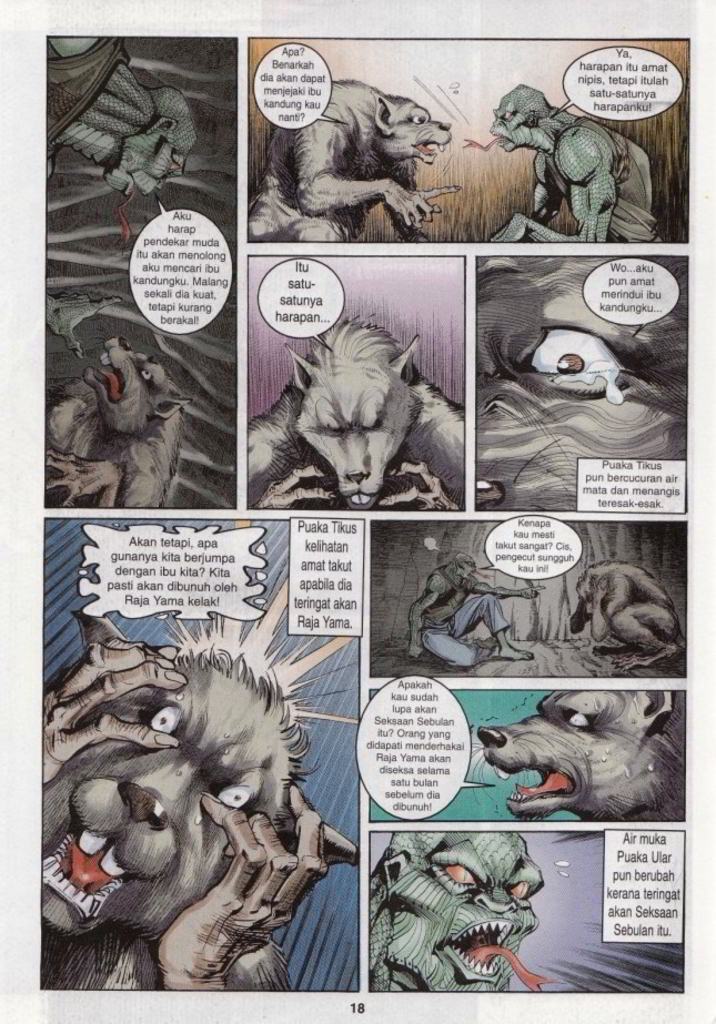 Aku
harap
pendekar muda
itu akan menolong
aku mencari ibu
kandungku. Malang
sekali dia kuat,
tetapi kurang
berakal!
Apa?
Benarkah
dia akan dapat
menjejaki ibu
kandung kau
nanti?
Ya,
harapan itu amat
nipis, tetapi itulah
satu-satunya
harapanku!
Itu
satu-
satunya
harapan...
Wo...aku
pun amat
merindui ibu
kandungku...
Puaka Tikus
pun bercucuran air
mata dan menangis
teresak-esak.
Akan tetapi, apa
gunanya kita berjumpa
dengan ibu kita? Kita
pasti akan dibunuh oleh
Raja Yama kelak!
Puaka Tikus
kelihatan
amat takut
apabila dia
teringat akan
Raja Yama.
Kenapa
kau mesti
takut sangat? Cis,
pengecut sungguh
kau ini!
Apakah
kau sudah
lupa akan
Seksaan Sebulan
itu? Orang yang
didapati menderhakai
Raja Yama akan
diseksa selama
satu bulan
sebelum dia
dibunuh!
Air muka
Puaka Ular
pun berubah
kerana teringat
akan Seksaan
Sebulan itu.
18